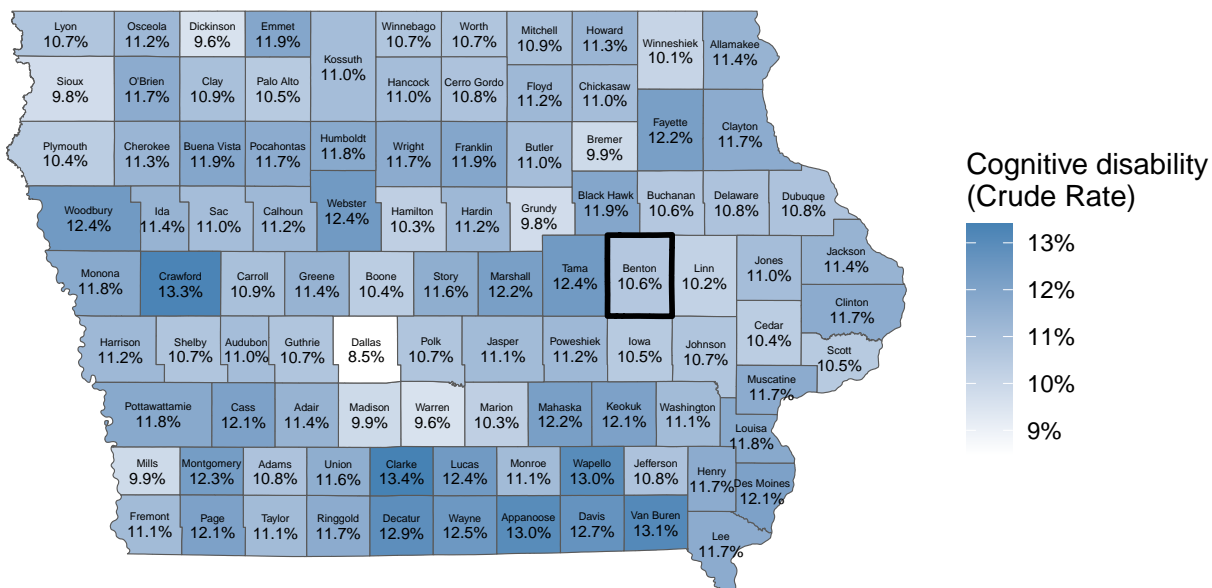 Lyon
10.7%
Osceola
11.2%
Dickinson
9.6%
Emmet
11.9%
Kossuth
11.0%
Winnebago
10.7%
Worth
10.7%
Mitchell
10.9%
Howard
11.3%
Winneshiek
10.1%
Allamakee
11.4%
Sioux
9.8%
O'Brien
11.7%
Clay
10.9%
Palo Alto
10.5%
Hancock
11.0%
Cerro Gordo
10.8%
Floyd
11.2%
Chickasaw
11.0%
Fayette
12.2%
Clayton
11.7%
Plymouth
10.4%
Cherokee
11.3%
Buena Vista
11.9%
Pocahontas
11.7%
Humboldt
11.8%
Wright
11.7%
Franklin
11.9%
Butler
11.0%
Bremer
9.9%
Woodbury
12.4%
Ida
11.4%
Sac
11.0%
Calhoun
11.2%
Webster
12.4%
Hamilton
10.3%
Hardin
11.2%
Grundy
9.8%
Black Hawk
11.9%
Buchanan
10.6%
Delaware
10.8%
Dubuque
10.8%
Monona
11.8%
Crawford
13.3%
Carroll
10.9%
Greene
11.4%
Boone
10.4%
Story
11.6%
Marshall
12.2%
Tama
12.4%
Benton
10.6%
Linn
10.2%
Jones
11.0%
Jackson
11.4%
Clinton
11.7%
Harrison
11.2%
Shelby
10.7%
Audubon
11.0%
Guthrie
10.7%
Dallas
8.5%
Polk
10.7%
Jasper
11.1%
Poweshiek
11.2%
Iowa
10.5%
Johnson
10.7%
Cedar
10.4%
Scott
10.5%
Muscatine
11.7%
Pottawattamie
11.8%
Cass
12.1%
Adair
11.4%
Madison
9.9%
Warren
9.6%
Marion
10.3%
Mahaska
12.2%
Keokuk
12.1%
Washington
11.1%
Louisa
11.8%
Mills
9.9%
Montgomery
12.3%
Adams
10.8%
Union
11.6%
Clarke
13.4%
Lucas
12.4%
Monroe
11.1%
Wapello
13.0%
Jefferson
10.8%
Henry
11.7%
Des Moines
12.1%
Fremont
11.1%
Page
12.1%
Taylor
11.1%
Ringgold
11.7%
Decatur
12.9%
Wayne
12.5%
Appanoose
13.0%
Davis
12.7%
Van Buren
13.1%
Lee
11.7%
Cognitive disability
(Crude Rate)
13%
12%
11%
10%
9%